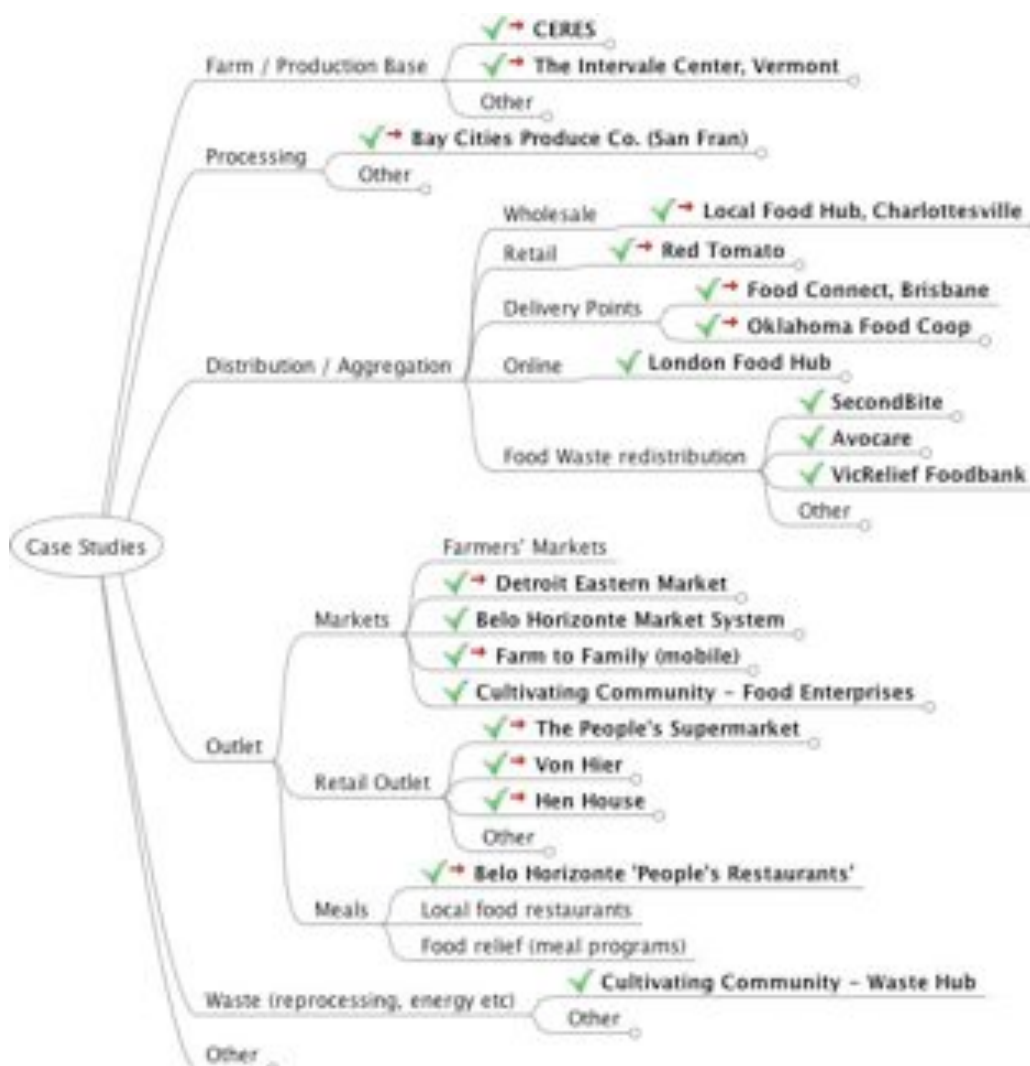 CERES
Farm / Production Base
The Intervale Center, Vermont
Other
Bay Cities Produce Co. (San Fran)
Processing
Other
Wholesale
Local Food Hub, Charlottesville
Retail
Red Tomato
Food Connect, Brisbane
Delivery Points
Oklahoma Food Coop
Distribution / Aggregation
Online
London Food Hub
SecondBite
Avocare
Food Waste redistribution
VicRelief Foodbank
Other
Case Studies
Farmers' Markets
Detroit Eastern Market
Markets
Belo Horizonte Market System
Farm to Family (mobile)
Cultivating Community – Food Enterprises
The People's Supermarket
Outlet
Von Hier
Retail Outlet
Hen House
Other
Belo Horizonte 'People's Restaurants'
Meals
Local food restaurants
Food relief (meal programs)
Cultivating Community – Waste Hub
Waste (reprocessing, energy etc)
Other
Other